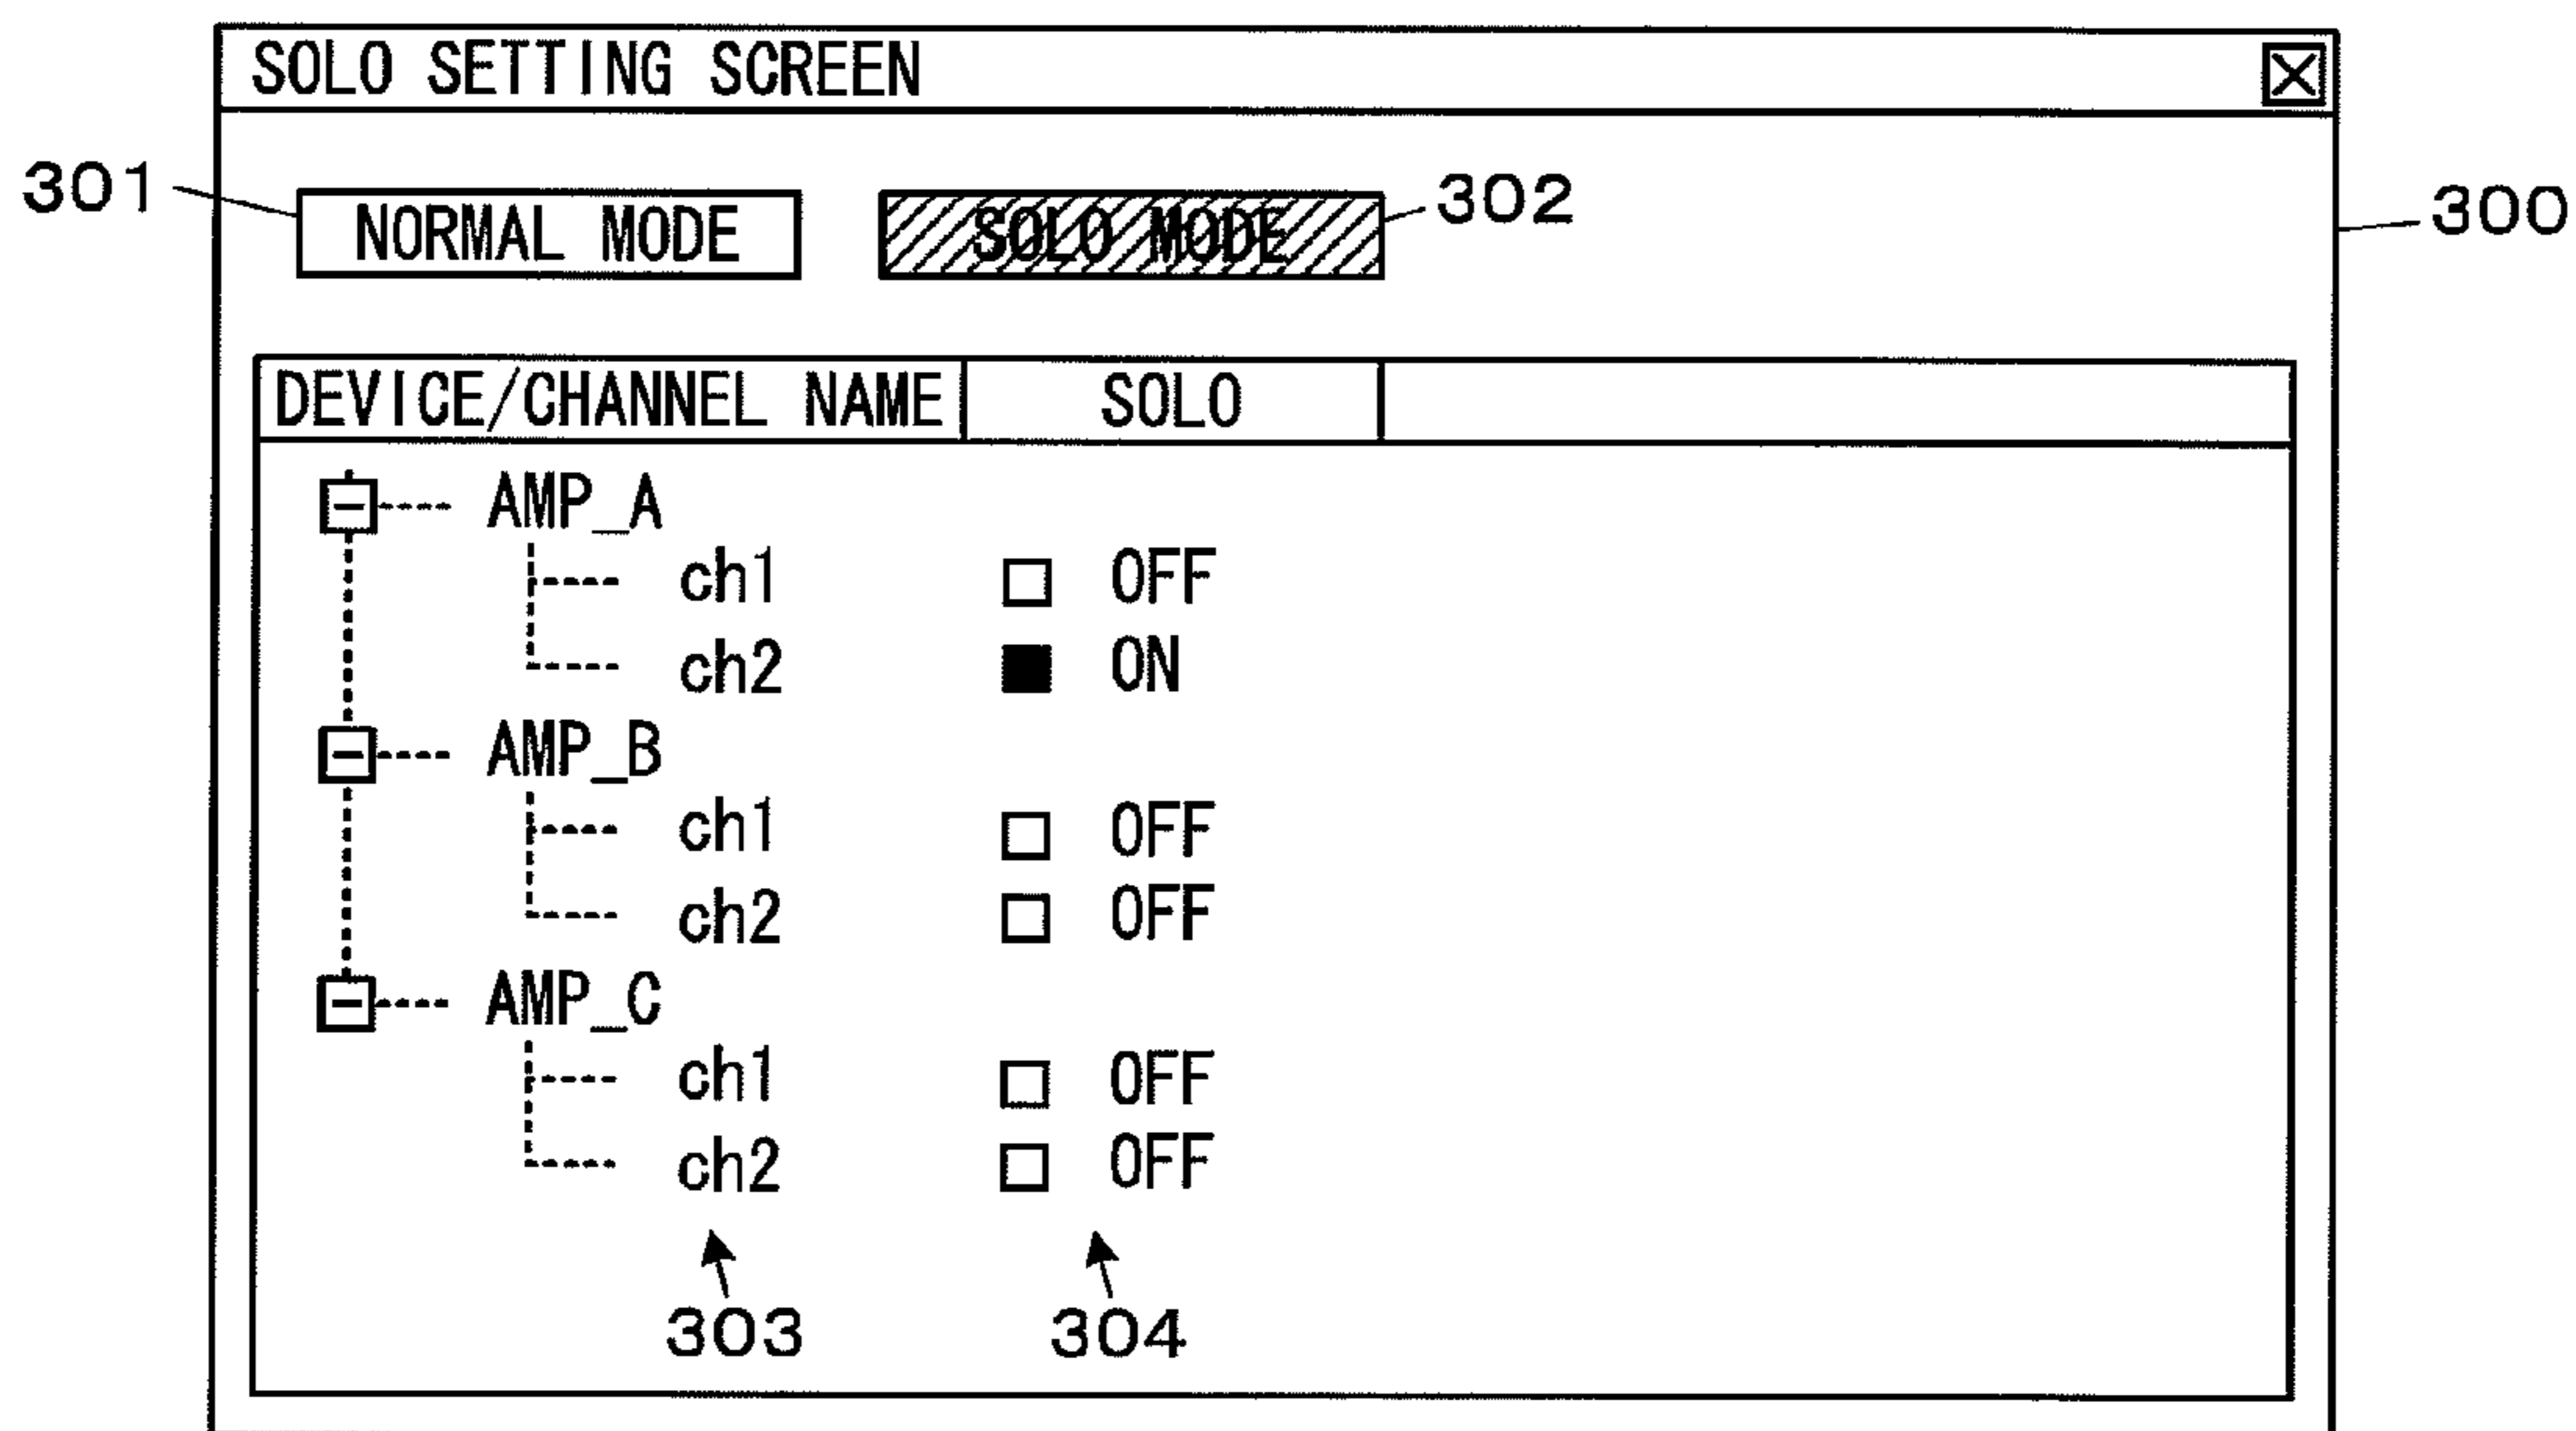 SOLO SETTING SCREEN
301
NORMAL MODE
SOLO MODE
302
300
DEVICE/CHANNEL NAME
SOLO
AMP_A
ch1 OFF
ch2 ON
AMP_B
ch1 OFF
ch2 OFF
AMP_C
ch1 OFF
ch2 OFF
303
304